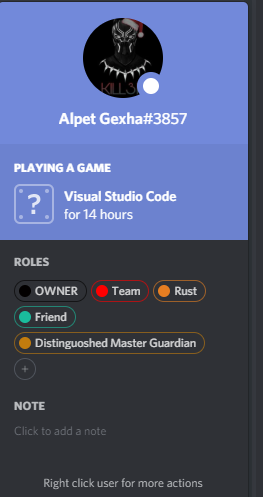 KILL3
Alpet Gexha#3857
PLAYING A GAME
?
Visual Studio Code
for 14 hours
ROLES
OWNER Team Rust
Friend
Distinguoshed Master Guardian
+
NOTE
Click to add a note
Right click user for more actions